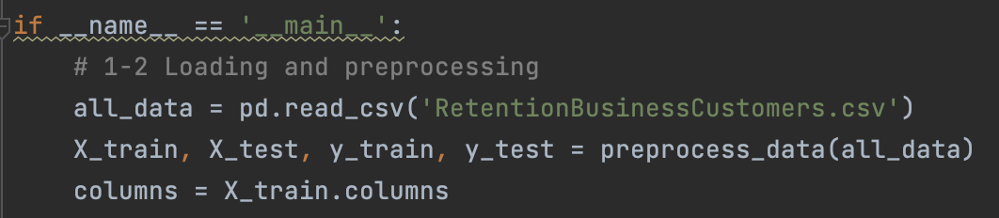 if __name__ == '__main__':
    # 1-2 Loading and preprocessing
    all_data = pd.read_csv('RetentionBusinessCustomers.csv')
    X_train, X_test, y_train, y_test = preprocess_data(all_data)
    columns = X_train.columns